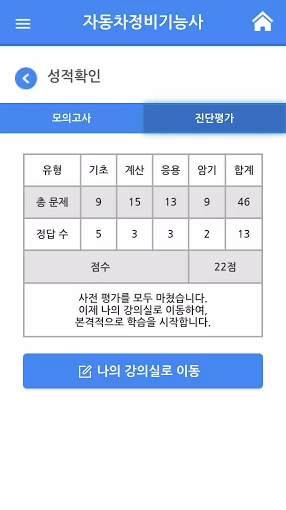 자동차정비기능사
성적확인
모의고사 진단평가
유형 기초 계산 응용 암기 합계
총 문제 9 15 13 9 46
정답 수 5 3 3 2 13
점수 22점
사전 평가를 모두 마쳤습니다.
이제 나의 강의실로 이동하여,
본격적으로 학습을 시작합니다.
나의 강의실로 이동